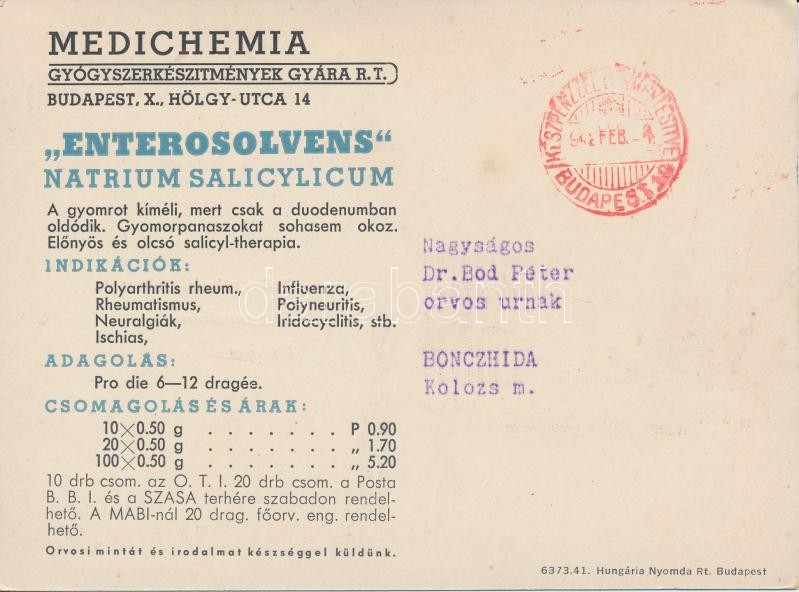 MEDICHEMIA
GYÓGYSZERKÉSZITMÉNYEK GYÁRA R.T.
BUDAPEST, X., HÖLGY-UTCA 14
„ENTEROSOLVENS“
NATRIUM SALICYLICUM
A gyomrot kíméli, mert csak a duodenumban
oldódik. Gyomorpanaszokat sohasem okoz.
Előnyös és olcsó salicyl-therapia.
INDIKÁCIÓK:
Polyarthritis rheum., Influenza,
Rheumatismus, Polyneuritis,
Neuralgiák, Iridocyclitis, stb.
Ischias,
ADAGOLÁS:
Pro die 6—12 dragée.
CSOMAGOLÁS ÉS ÁRAK:
10×0.50 g . . . . . . . P 0.90
20×0.50 g . . . . . . . „ 1.70
100×0.50 g . . . . . . . „ 5.20
10 drb csom. az O. T. I. 20 drb csom. a Posta
B. B. I. és a SZASA terhére szabadon rendel-
hető. A MABI-nál 20 drag. főorv. eng. rendel-
hető.
Orvosi mintát és irodalmat készséggel küldünk.
KÉSZPÉNZZEL BÉRMENTESITVE
942 FEB. - 4.
BUDAPEST 10
Nagyságos
Dr.Bod Péter
orvos urnak
BONCZHIDA
Kolozs m.
6373.41. Hungária Nyomda Rt. Budapest
darabanth